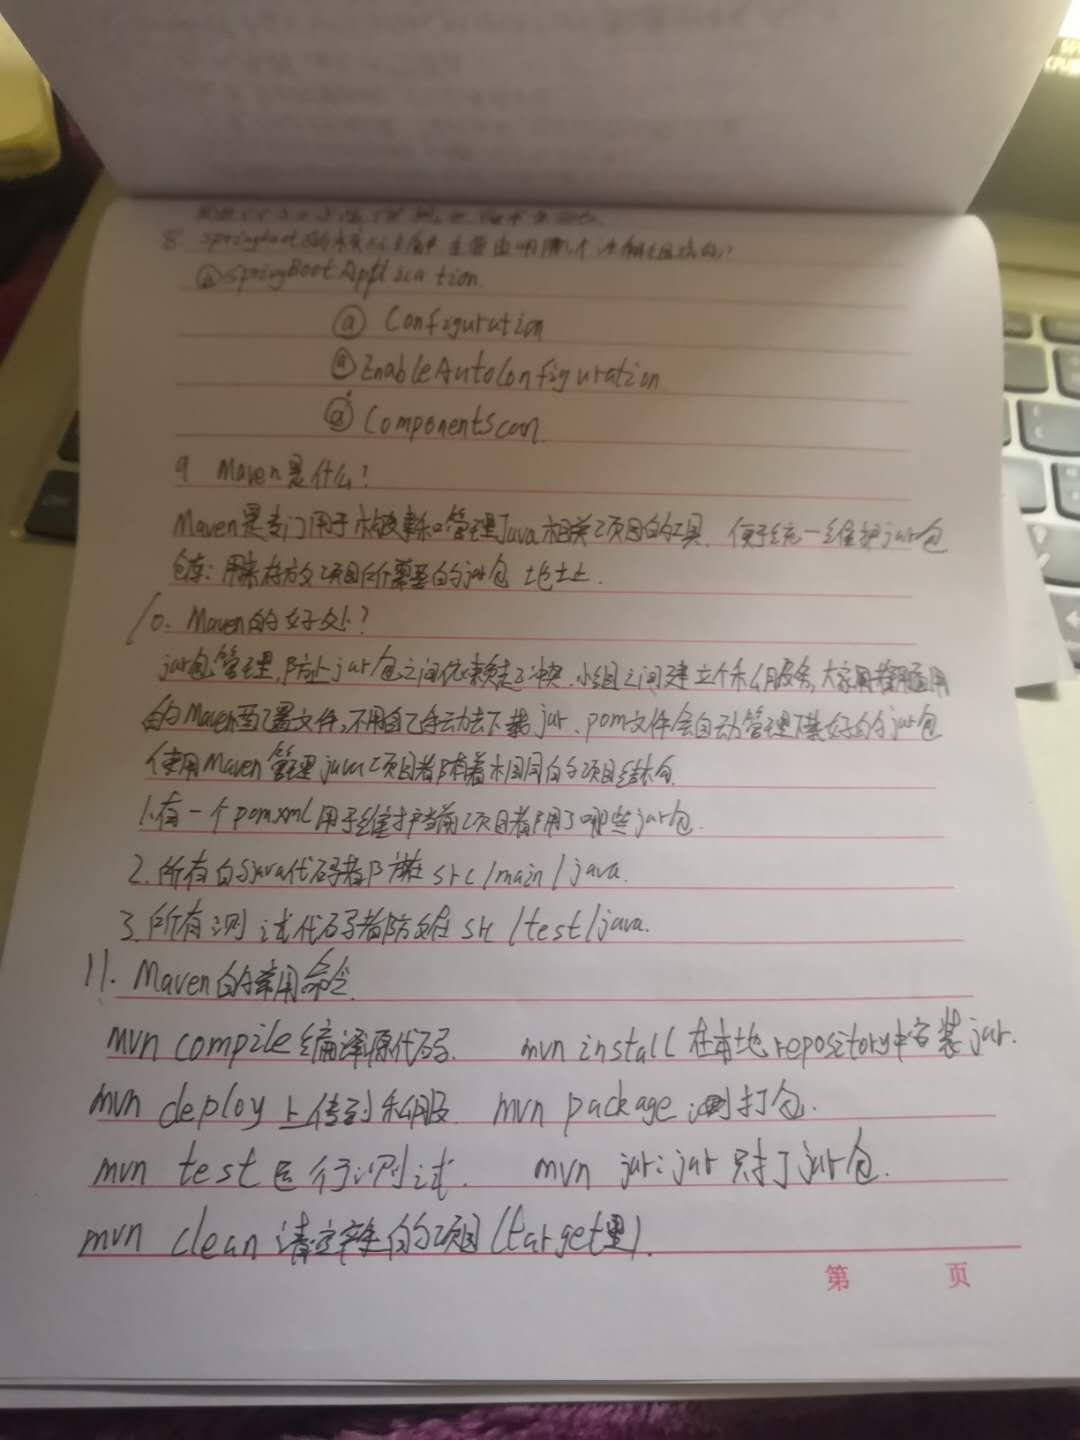 8. springboot的核心注解主要由哪几个注解组成的?
@SpringBootApplication
@Configuration
@EnableAutoConfiguration
@ComponentScan
9 Maven是什么?
Maven是专门用于构建和管理Java相关项目的工具. 便于统一维护jar包
仓库:用来存放项目所需要的jar包 地址.
10. Maven的好处?
jar包管理,防止jar包之间依赖起冲突.小组之间建立个私服务,大家都用通用
的Maven配置文件,不用自己手动去下载jar.pom文件会自动管理下载好的jar包
使用Maven管理java项目都有着相同的项目结构.
1.有一个pom.xml用于维护当前项目都用了哪些jar包.
2.所有的java代码都放在src/main/java.
3.所有测试代码都放在src/test/java.
11. Maven的常用命令.
mvn compile 编译源代码. mvn install 在本地repository中安装jar.
mvn deploy 上传到私服 mvn package 打包.
mvn test 运行测试. mvn jar:jar 只打jar包.
mvn clean 清空产生的项目(target里).
第 页